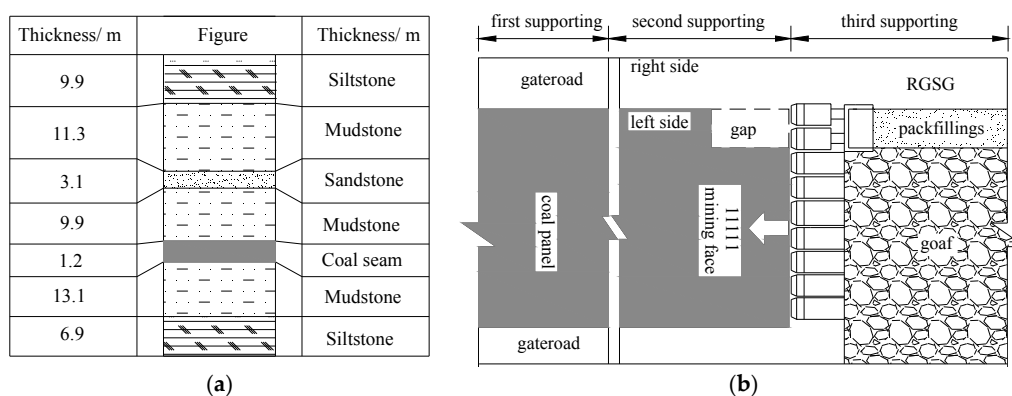 Thickness/ m Figure Thickness/ m
9.9 Siltstone
11.3 Mudstone
3.1 Sandstone
9.9 Mudstone
1.2 Coal seam
13.1 Mudstone
6.9 Siltstone
(a)
first supporting second supporting third supporting
gateroad right side RGSG
left side gap packfillings
coal panel
11111
mining face
goaf
gateroad
(b)